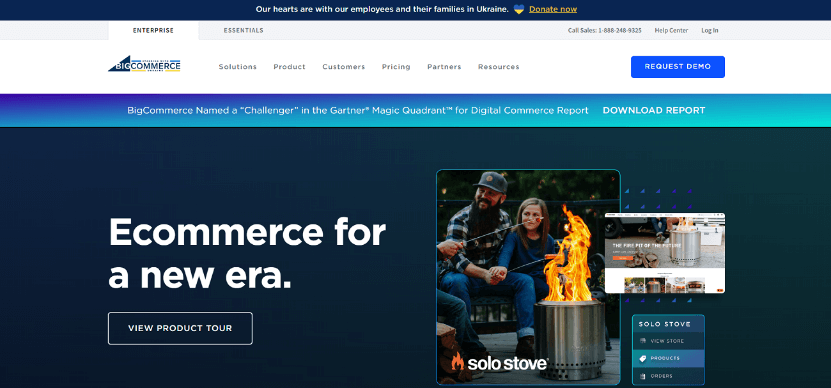 Our hearts are with our employees and their families in Ukraine. Donate now
ENTERPRISE ESSENTIALS Call Sales: 1-888-248-9325 Help Center Log In
BIGCOMMERCE
Solutions Product Customers Pricing Partners Resources REQUEST DEMO
BigCommerce Named a "Challenger" in the Gartner® Magic Quadrant™ for Digital Commerce Report DOWNLOAD REPORT
Ecommerce for
a new era.
VIEW PRODUCT TOUR
solo stove
THE FIRE PIT OF THE FUTURE
SOLO STOVE
VIEW STORE
PRODUCTS
ORDERS